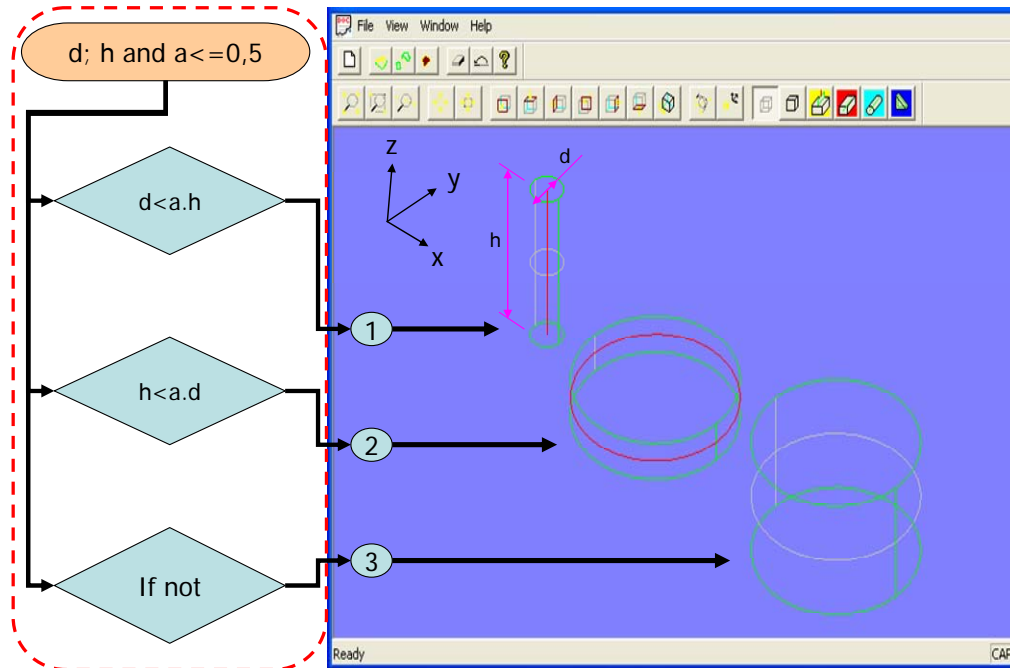 d; h and a<=0,5
d<a.h
h<a.d
If not
1
2
3
File View Window Help
z
y
x
d
h
Ready
CAP